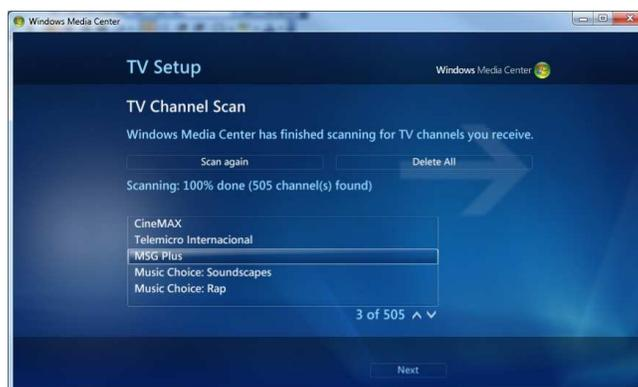 Windows Media Center
TV Setup
Windows Media Center
TV Channel Scan
Windows Media Center has finished scanning for TV channels you receive.
Scan again
Delete All
Scanning: 100% done (505 channel(s) found)
CineMAX
Telemicro Internacional
MSG Plus
Music Choice: Soundscapes
Music Choice: Rap
3 of 505
Next